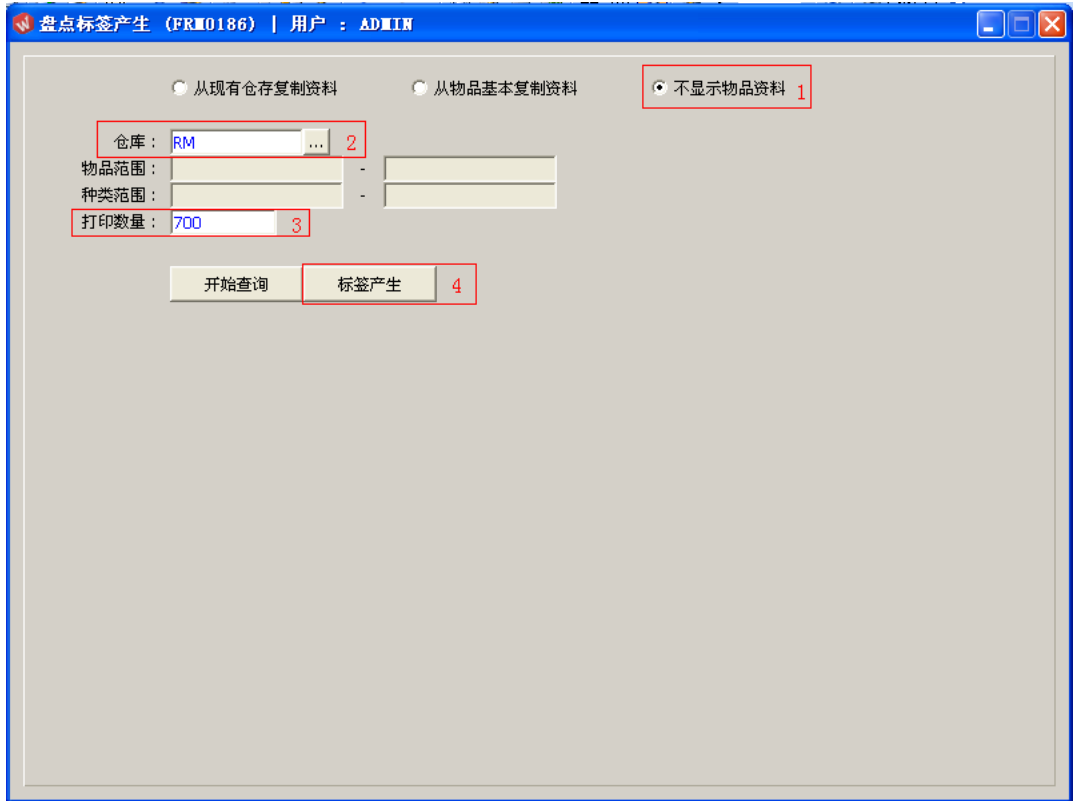 盘点标签产生 (FRM0186) | 用户 : ADMIN
从现有仓存复制资料 从物品基本复制资料 不显示物品资料 1
仓库： RM ... 2
物品范围： -
种类范围： -
打印数量： 700 3
开始查询 标签产生 4